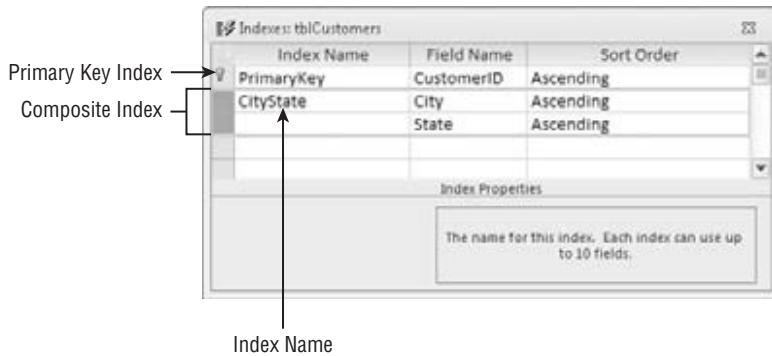 Indexes: tblCustomers
Index Name Field Name Sort Order
Primary Key Index
PrimaryKey CustomerID Ascending
Composite Index
CityState City Ascending
State Ascending
Index Properties
The name for this index. Each index can use up
to 10 fields.
Index Name